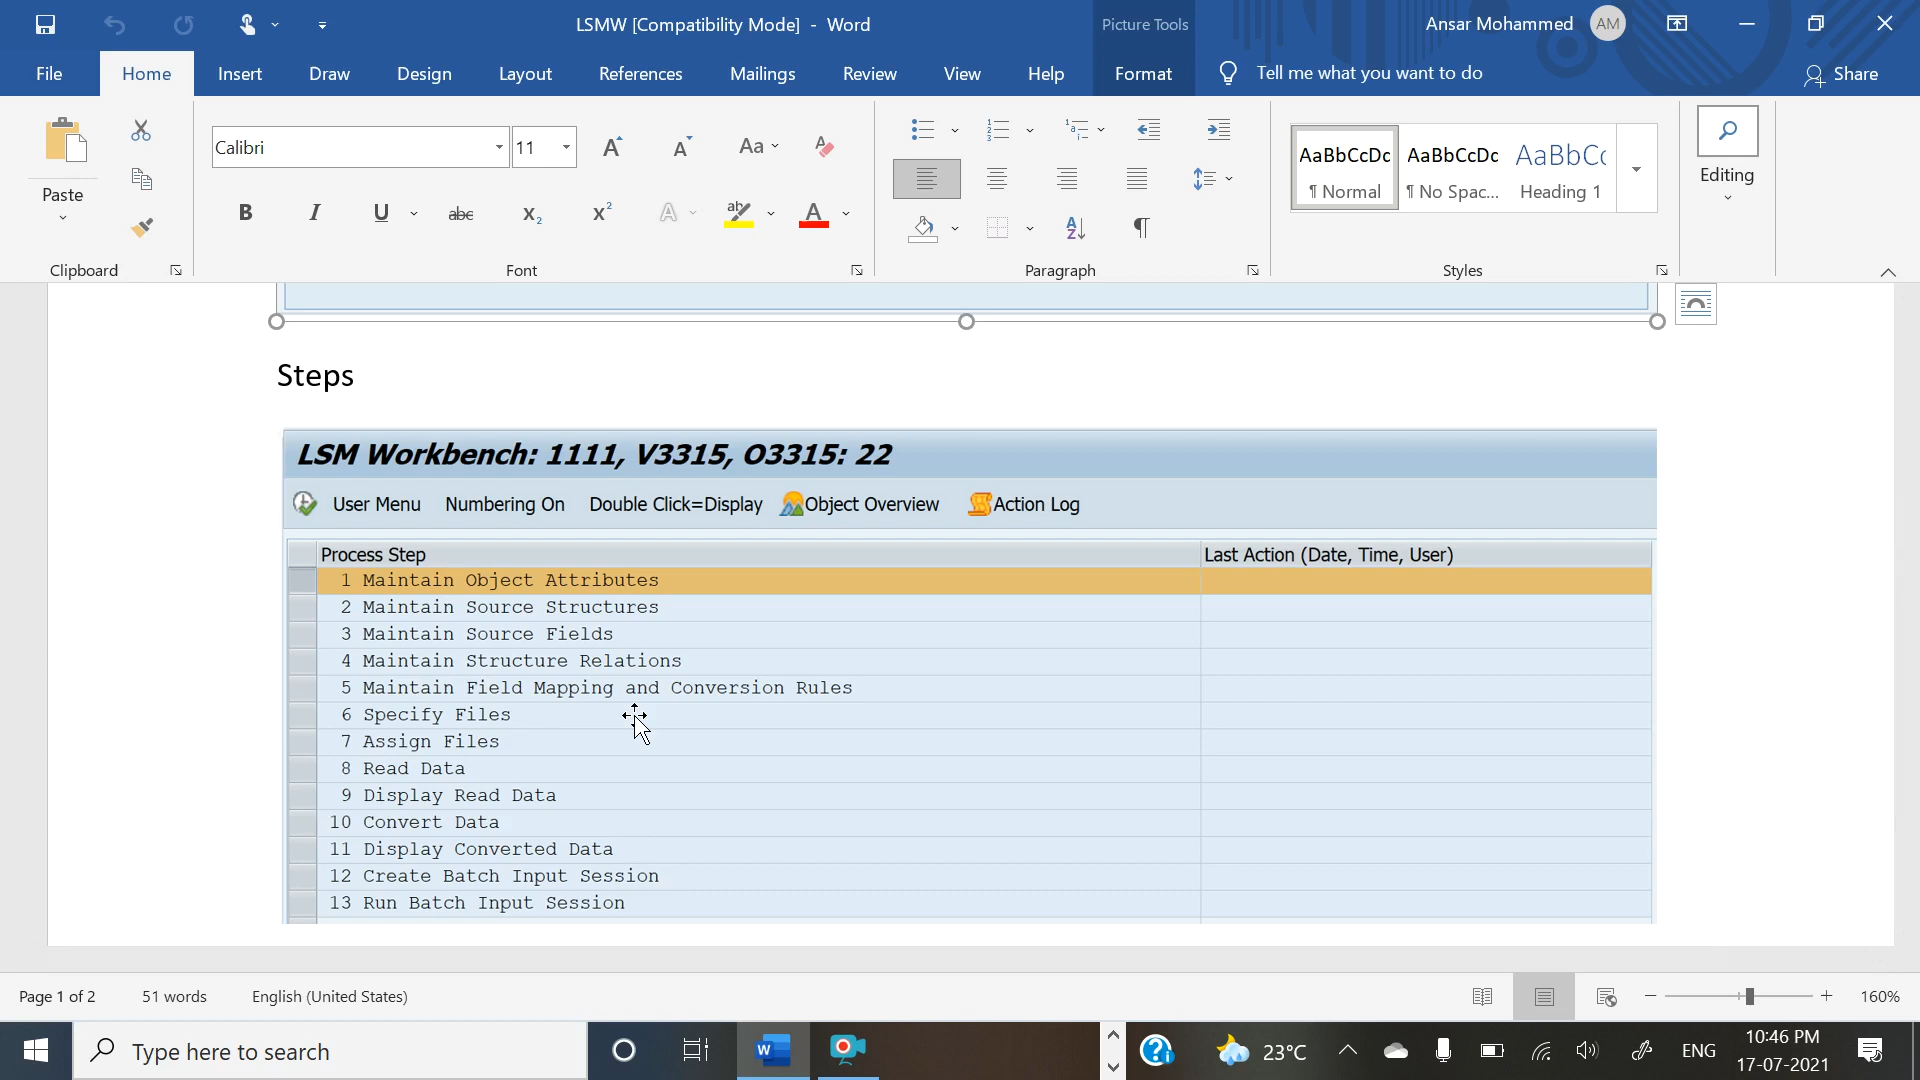 LSMW [Compatibility Mode] - Word
Picture Tools
Ansar Mohammed AM
File Home Insert Draw Design Layout References Mailings Review View Help Format Tell me what you want to do Share
Paste
Clipboard
Calibri 11
Aa
B I U abc X2 X2 A ab A
Font
Paragraph
AaBbCcDc AaBbCcDc AaBbCc
¶ Normal ¶ No Spac... Heading 1
Styles
Editing
Steps
LSM Workbench: 1111, V3315, O3315: 22
User Menu Numbering On Double Click=Display Object Overview Action Log
Process Step Last Action (Date, Time, User)
1 Maintain Object Attributes
2 Maintain Source Structures
3 Maintain Source Fields
4 Maintain Structure Relations
5 Maintain Field Mapping and Conversion Rules
6 Specify Files
7 Assign Files
8 Read Data
9 Display Read Data
10 Convert Data
11 Display Converted Data
12 Create Batch Input Session
13 Run Batch Input Session
Page 1 of 2 51 words English (United States) 160%
Type here to search
23°C
ENG
10:46 PM
17-07-2021